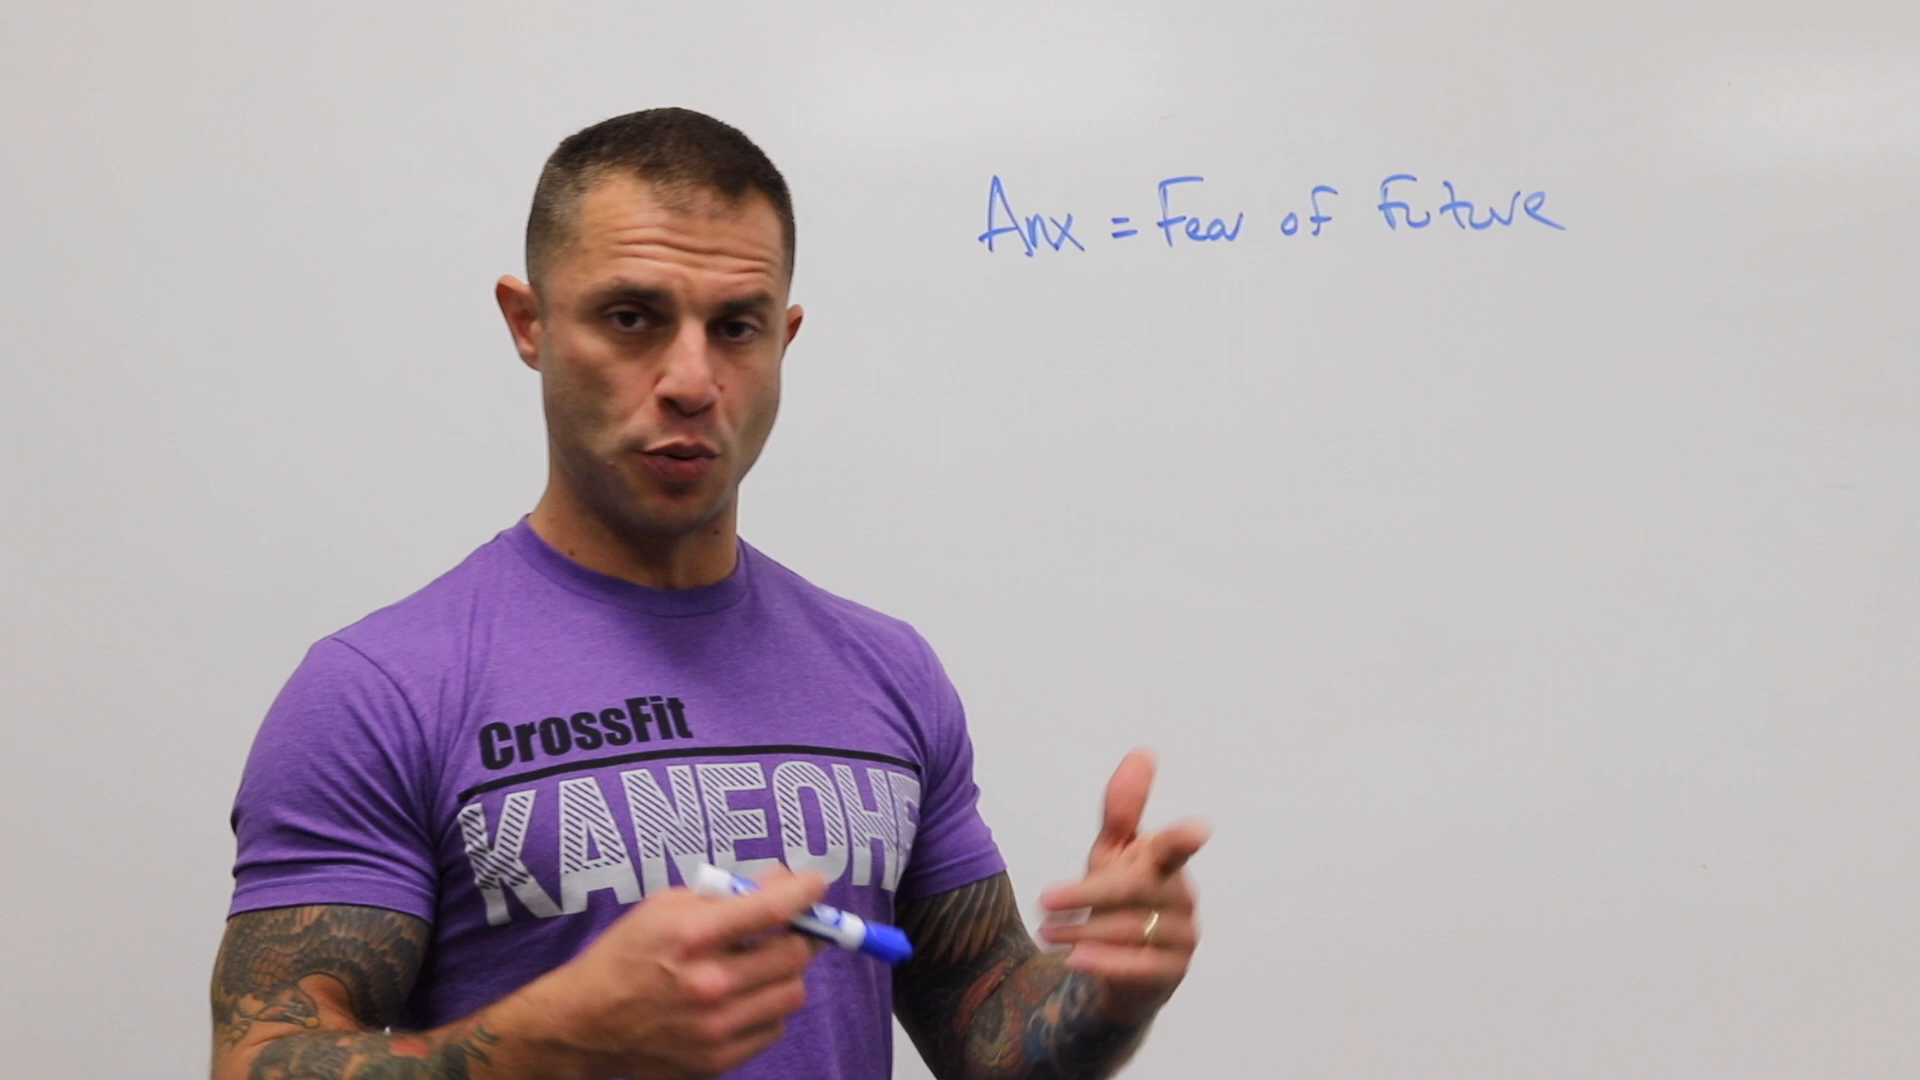 Anx = Fear of Future
CrossFit
KANEOHE